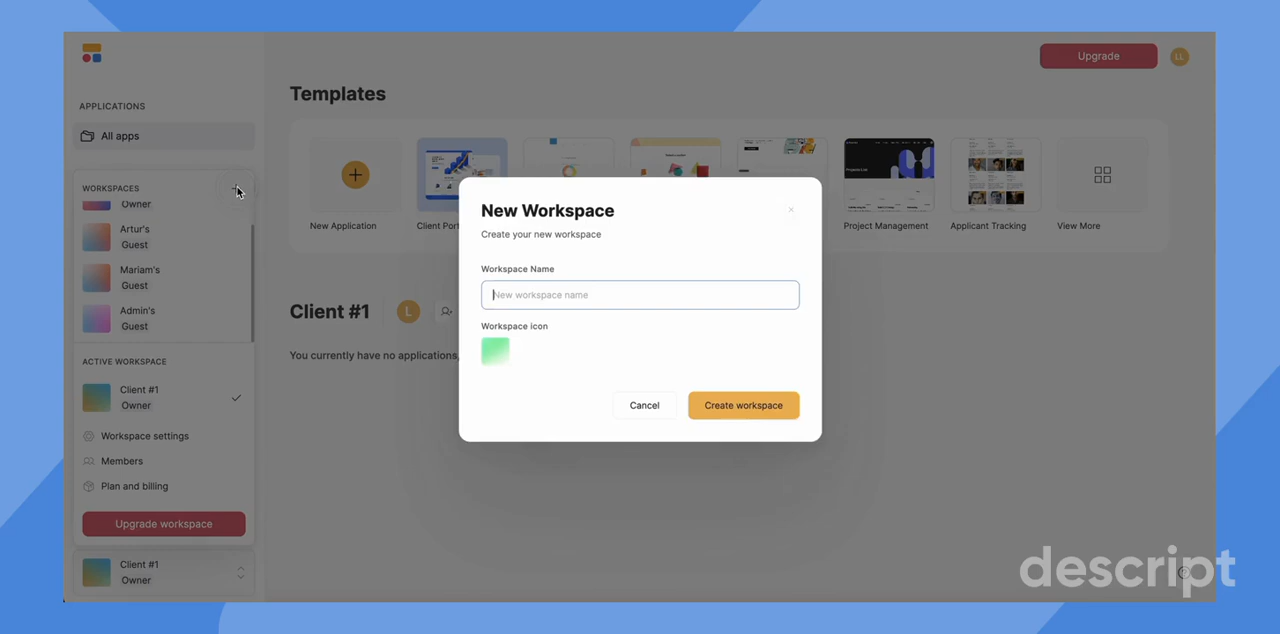 Upgrade
LL
APPLICATIONS
All apps
WORKSPACES
Owner
Artur's
Guest
Mariam's
Guest
Admin's
Guest
ACTIVE WORKSPACE
Client #1
Owner
Workspace settings
Members
Plan and billing
Upgrade workspace
Client #1
Owner
Templates
New Application
Client Port
Project Management
Applicant Tracking
View More
Client #1
L
You currently have no applications,
New Workspace
Create your new workspace
Workspace Name
New workspace name
Workspace icon
Cancel
Create workspace
descript